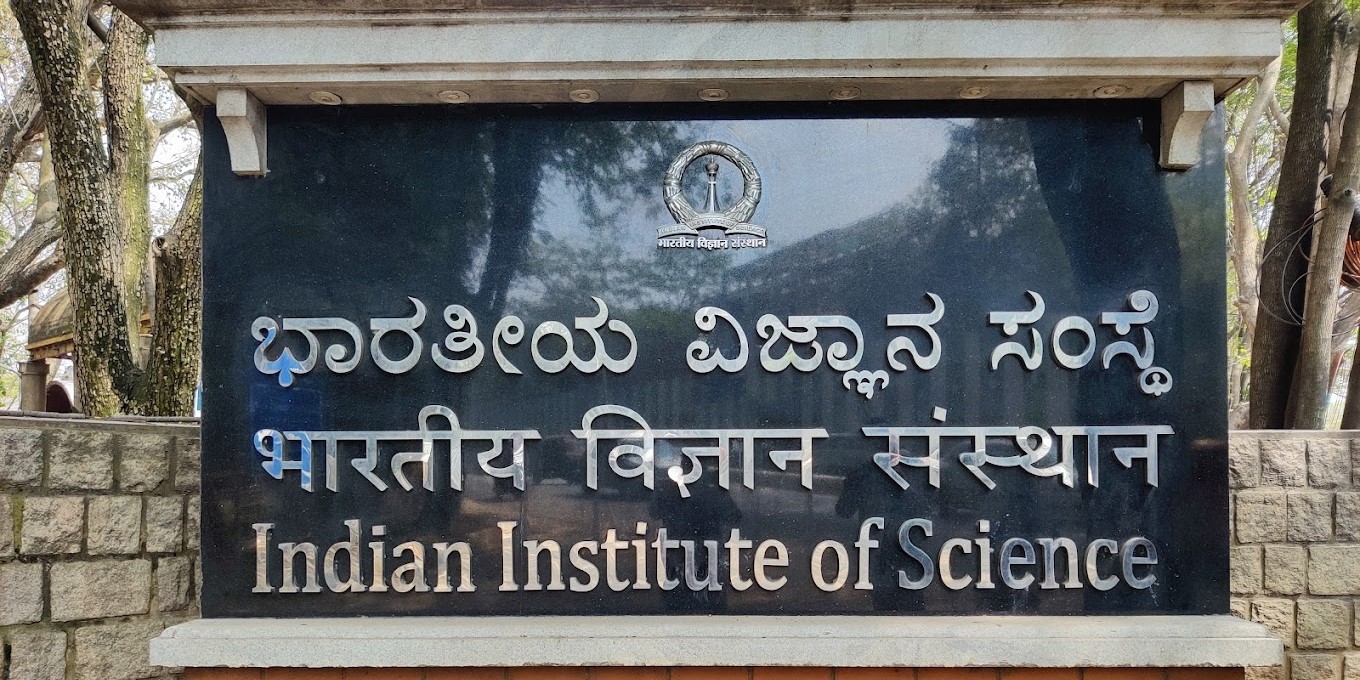 भारतीय विज्ञान संस्थान
ಭಾರತೀಯ ವಿಜ್ಞಾನ ಸಂಸ್ಥೆ
भारतीय विज्ञान संस्थान
Indian Institute of Science